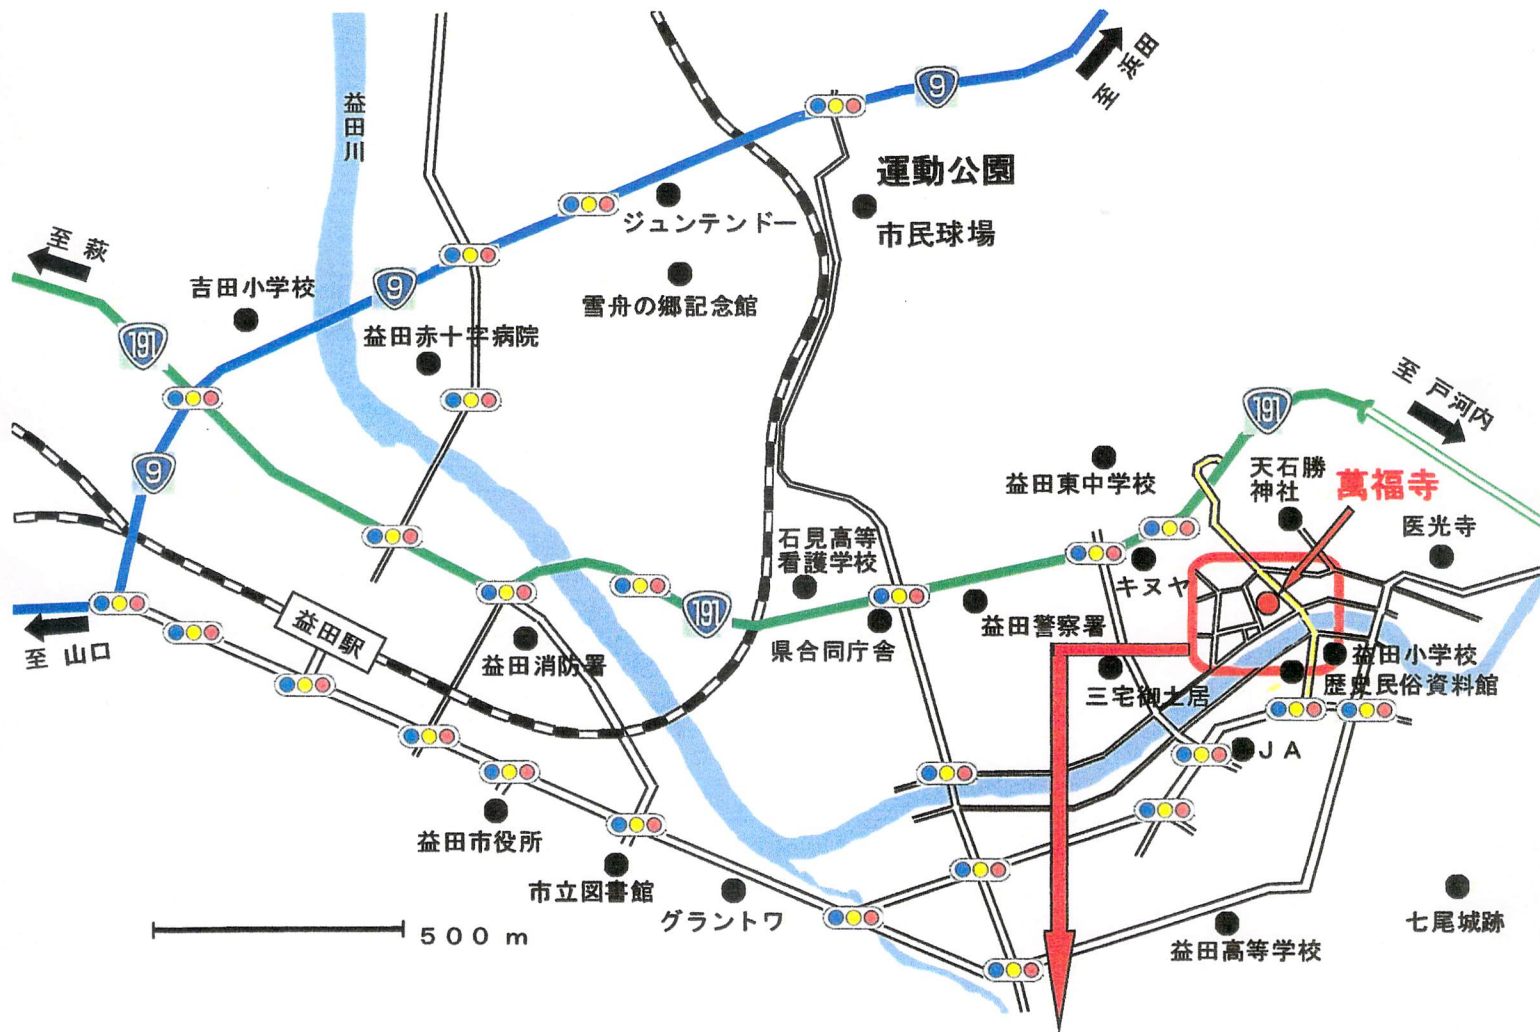 至 浜田
9
益田川
運動公園
市民球場
ジュンテンドー
至 萩
吉田小学校
9
雪舟の郷記念館
191
益田赤十字病院
至 戸河内
191
9
天石勝
神社
萬福寺
益田東中学校
医光寺
石見高等
看護学校
キヌヤ
191
益田駅
益田消防署
県合同庁舎
益田警察署
至 山口
益田小学校
歴史民俗資料館
三宅御土居
JA
益田市役所
市立図書館
グラントワ
500 m
益田高等学校
七尾城跡